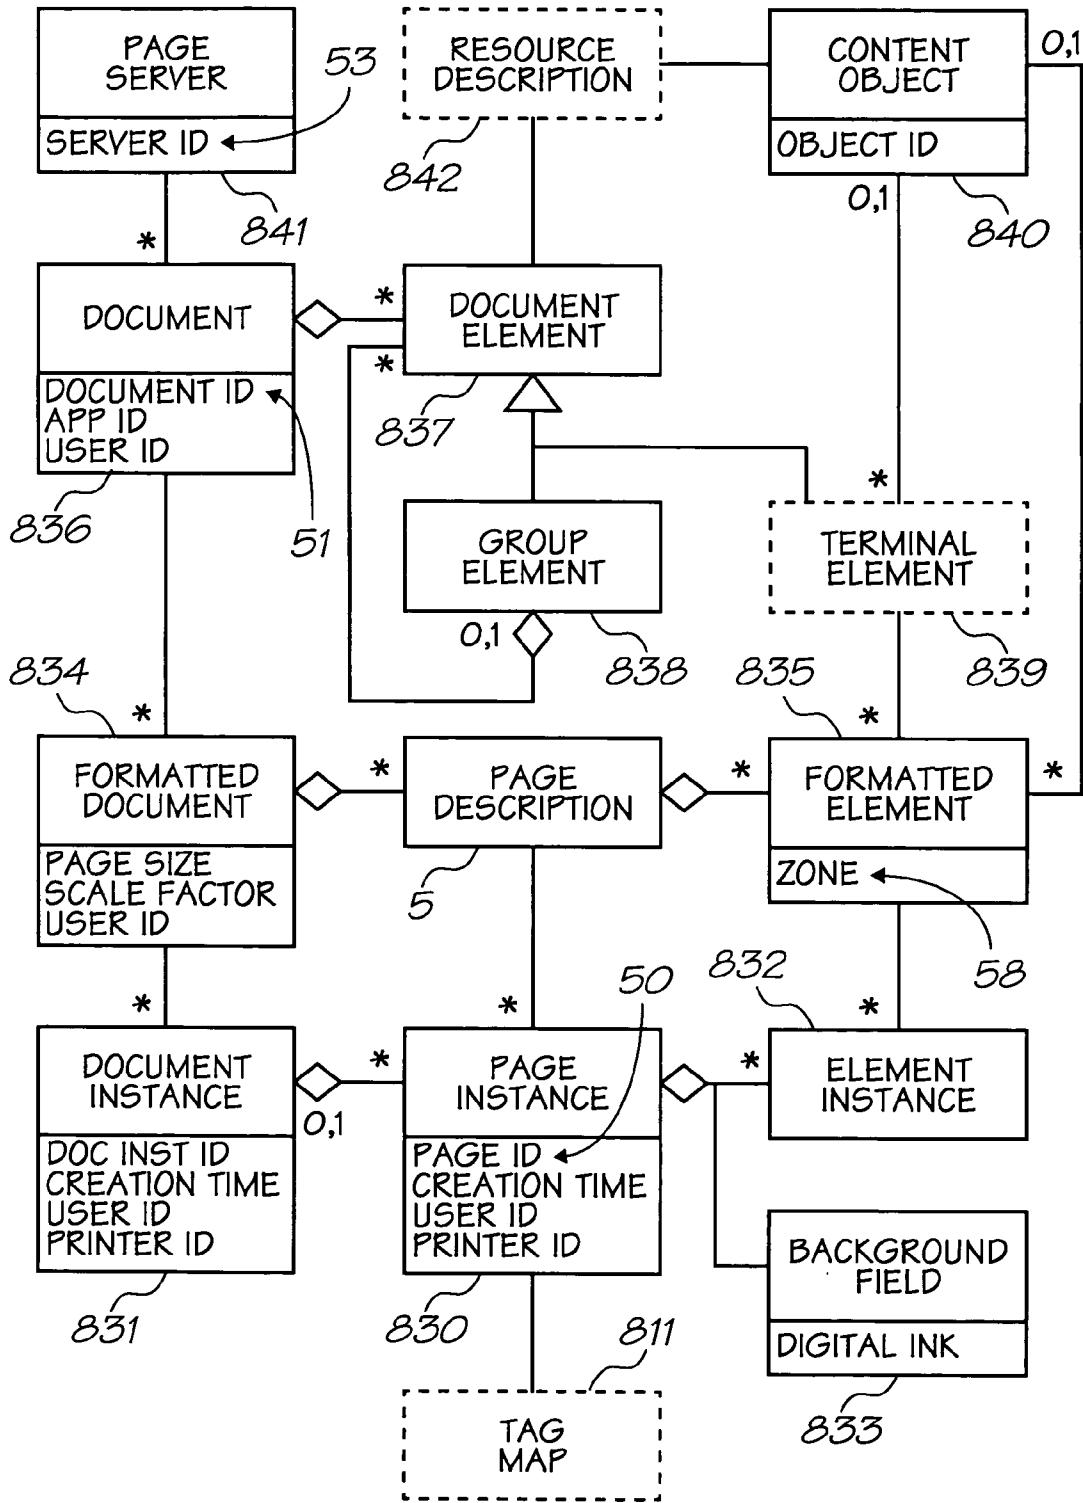 PAGE
SERVER
SERVER ID
53
841
*
RESOURCE
DESCRIPTION
842
CONTENT
OBJECT
OBJECT ID
0,1
0,1
840
DOCUMENT
DOCUMENT ID
APP ID
USER ID
836
51
*
DOCUMENT
ELEMENT
*
837
GROUP
ELEMENT
0,1
838
*
TERMINAL
ELEMENT
839
834
*
FORMATTED
DOCUMENT
PAGE SIZE
SCALE FACTOR
USER ID
*
PAGE
DESCRIPTION
5
835
*
*
*
FORMATTED
ELEMENT
ZONE
58
*
DOCUMENT
INSTANCE
0,1
DOC INST ID
CREATION TIME
USER ID
PRINTER ID
831
50
*
*
PAGE
INSTANCE
PAGE ID
CREATION TIME
USER ID
PRINTER ID
830
832
*
*
ELEMENT
INSTANCE
BACKGROUND
FIELD
DIGITAL INK
833
811
TAG
MAP